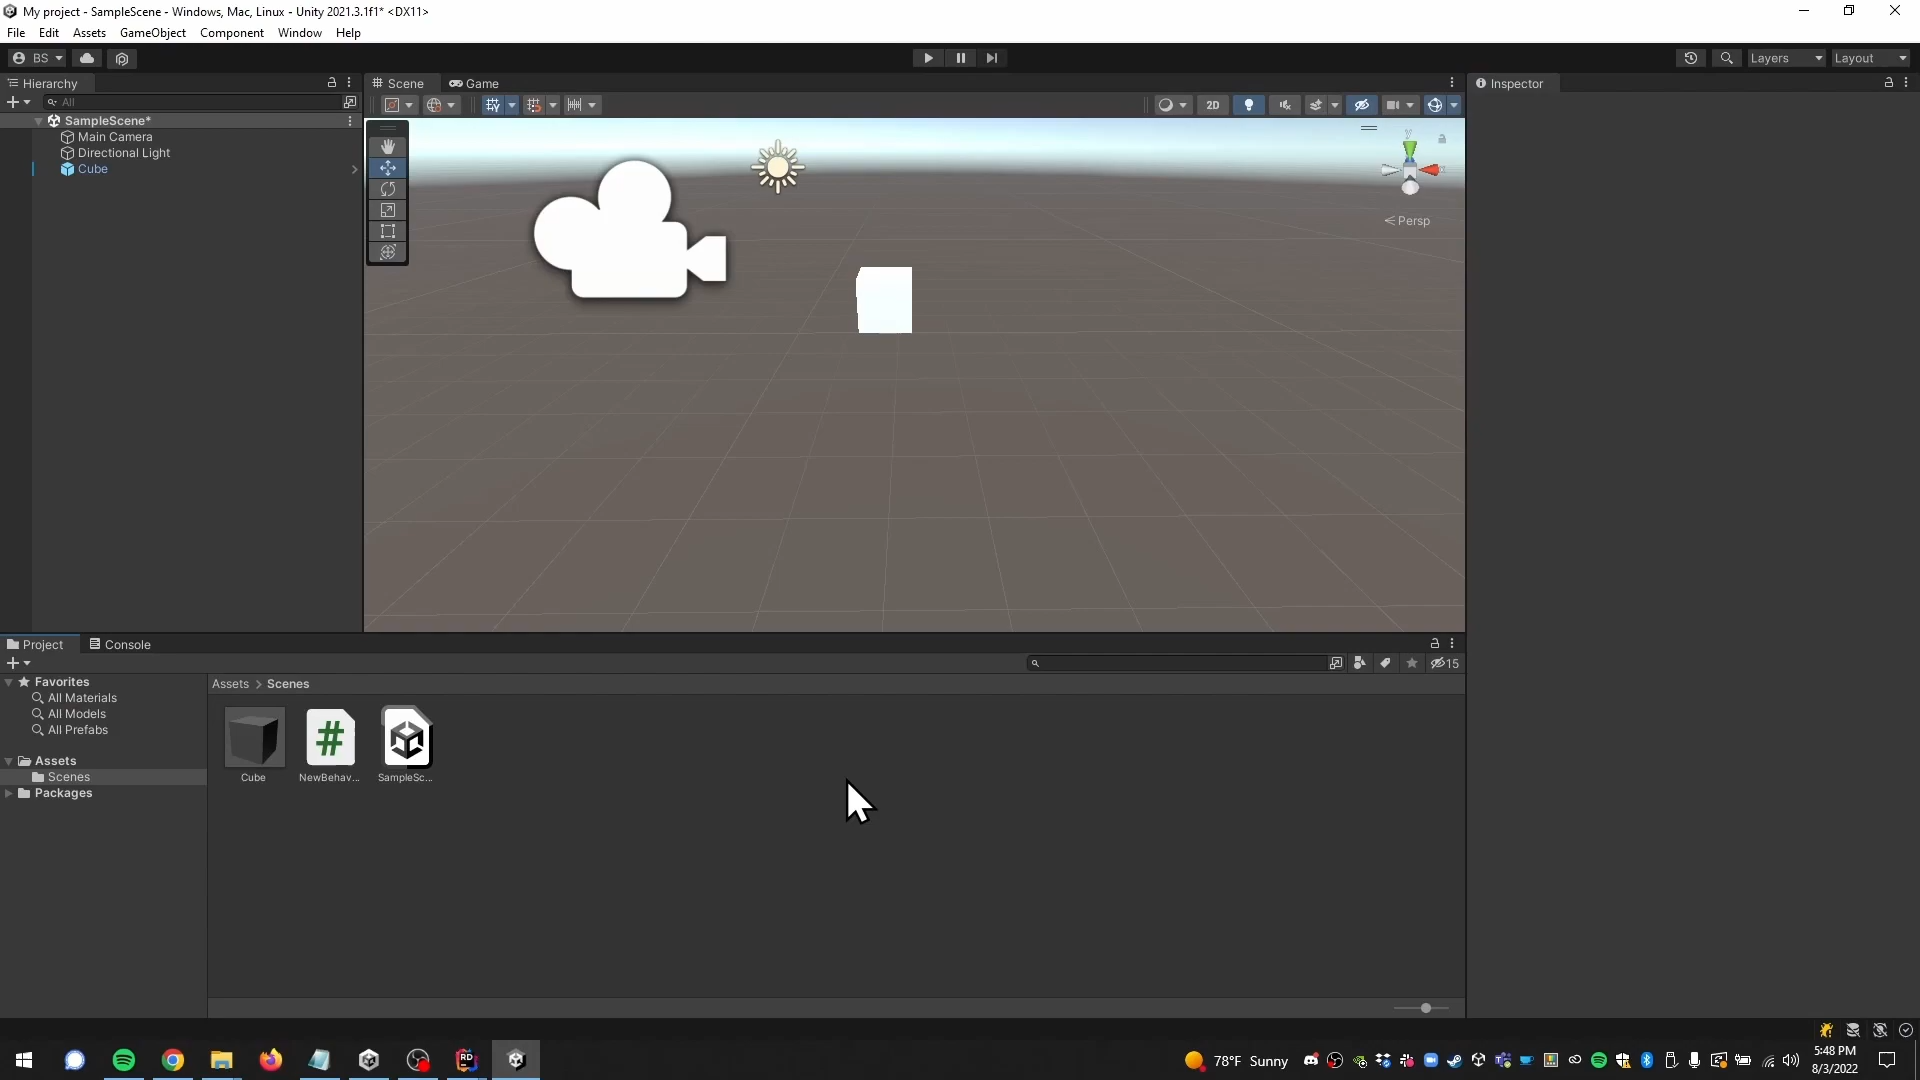 My project - SampleScene - Windows, Mac, Linux - Unity 2021.3.1f1* <DX11>
File Edit Assets GameObject Component Window Help
BS
Layers
Layout
Hierarchy
Scene
Game
Inspector
All
2D
SampleScene*
Main Camera
Directional Light
Cube
y
Persp
Project
Console
15
Favorites
All Materials
All Models
All Prefabs
Assets
Scenes
Packages
Assets > Scenes
Cube
#
NewBehav...
SampleSc...
RD
78°F Sunny
5:48 PM
8/3/2022